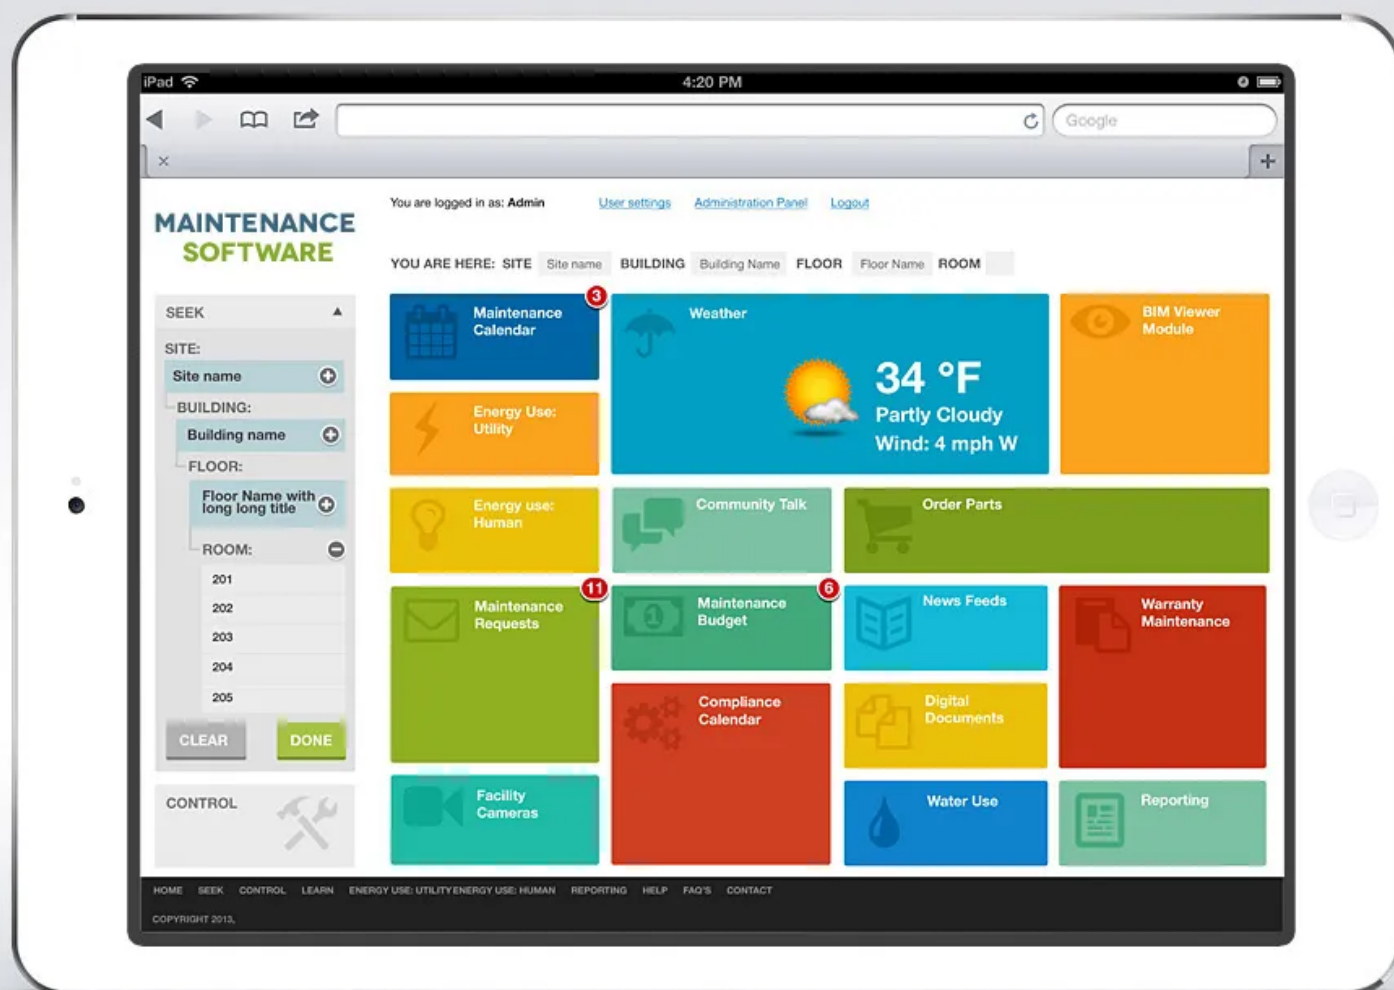 iPad
4:20 PM
Google
You are logged in as: Admin
User settings
Administration Panel
Logout
MAINTENANCE
SOFTWARE
YOU ARE HERE: SITE Site name BUILDING Building Name FLOOR Floor Name ROOM
SEEK
SITE:
Site name
BUILDING:
Building name
FLOOR:
Floor Name with
long long title
ROOM:
201
202
203
204
205
CLEAR
DONE
CONTROL
Maintenance
Calendar
3
Weather
34 °F
Partly Cloudy
Wind: 4 mph W
BIM Viewer
Module
Energy Use:
Utility
Energy use:
Human
Community Talk
Order Parts
Maintenance
Requests
11
Maintenance
Budget
6
1
News Feeds
Warranty
Maintenance
Compliance
Calendar
Digital
Documents
Facility
Cameras
Water Use
Reporting
HOME SEEK CONTROL LEARN ENERGY USE: UTILITY ENERGY USE: HUMAN REPORTING HELP FAQ'S CONTACT
COPYRIGHT 2013,